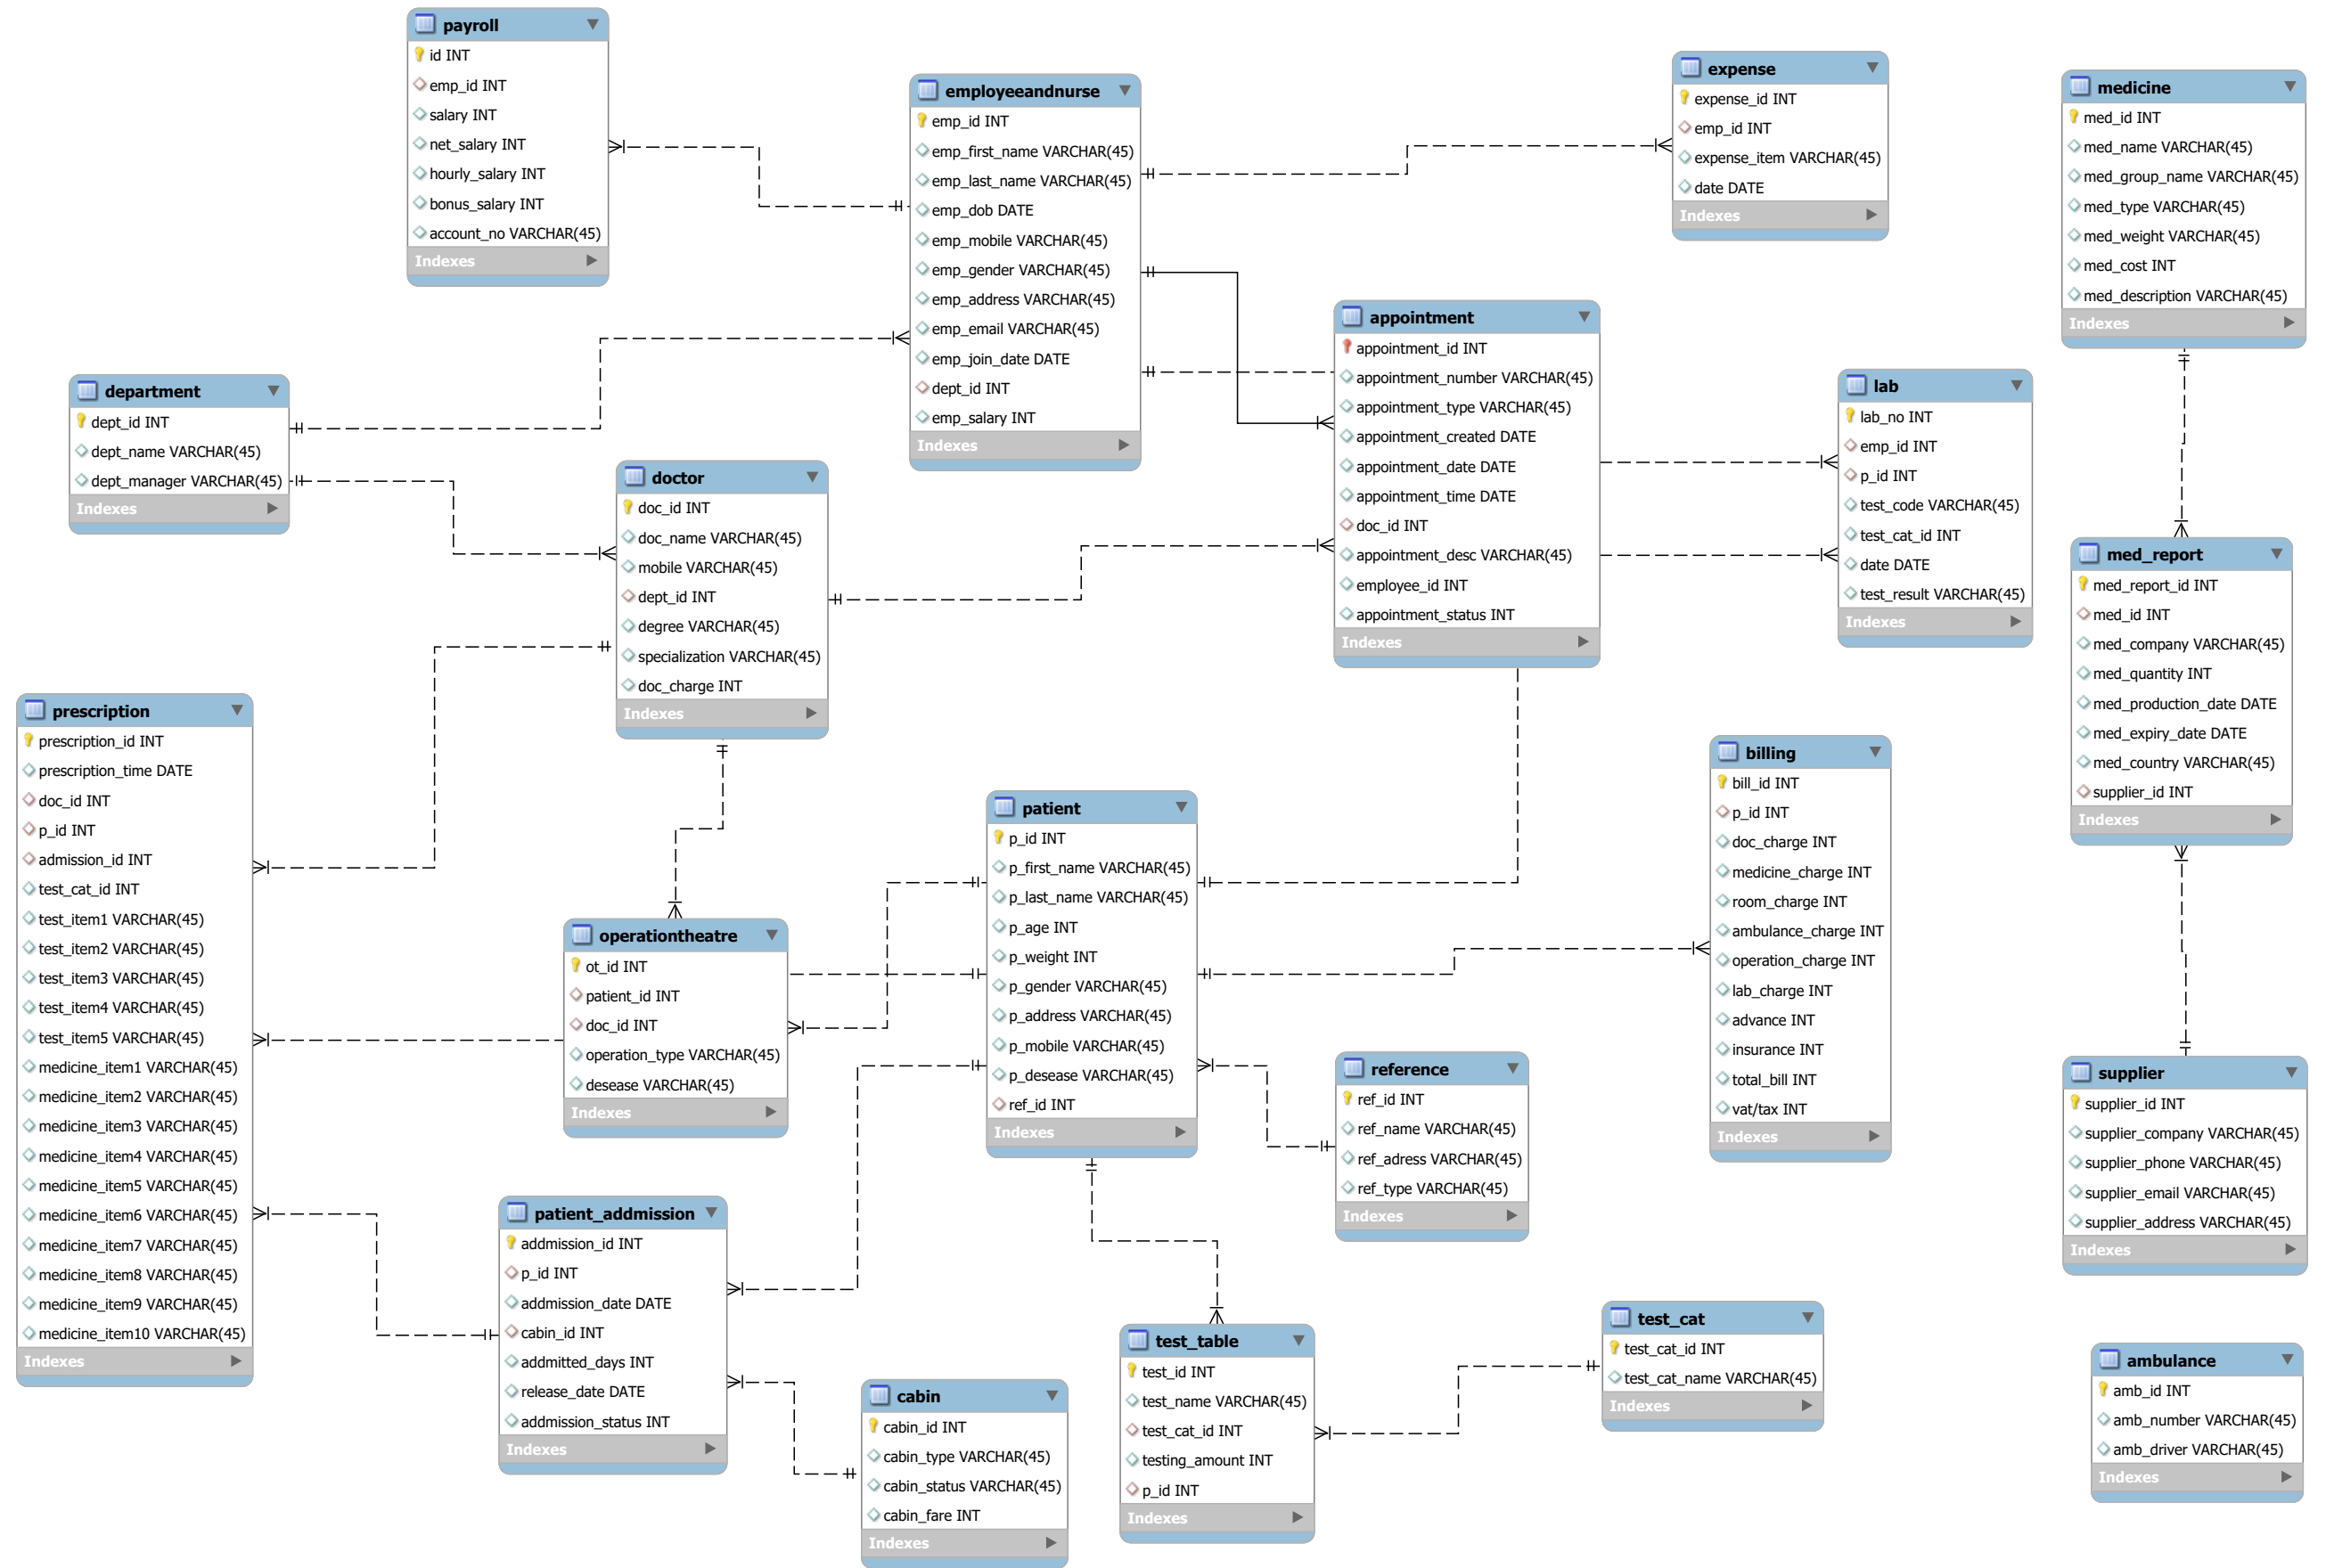 payroll
id INT
emp_id INT
salary INT
net_salary INT
hourly_salary INT
bonus_salary INT
account_no VARCHAR(45)
Indexes
employeeandnurse
emp_id INT
emp_first_name VARCHAR(45)
emp_last_name VARCHAR(45)
emp_dob DATE
emp_mobile VARCHAR(45)
emp_gender VARCHAR(45)
emp_address VARCHAR(45)
emp_email VARCHAR(45)
emp_join_date DATE
dept_id INT
emp_salary INT
Indexes
expense
expense_id INT
emp_id INT
expense_item VARCHAR(45)
date DATE
Indexes
medicine
med_id INT
med_name VARCHAR(45)
med_group_name VARCHAR(45)
med_type VARCHAR(45)
med_weight VARCHAR(45)
med_cost INT
med_description VARCHAR(45)
Indexes
department
dept_id INT
dept_name VARCHAR(45)
dept_manager VARCHAR(45)
Indexes
doctor
doc_id INT
doc_name VARCHAR(45)
mobile VARCHAR(45)
dept_id INT
degree VARCHAR(45)
specialization VARCHAR(45)
doc_charge INT
Indexes
appointment
appointment_id INT
appointment_number VARCHAR(45)
appointment_type VARCHAR(45)
appointment_created DATE
appointment_date DATE
appointment_time DATE
doc_id INT
appointment_desc VARCHAR(45)
employee_id INT
appointment_status INT
Indexes
lab
lab_no INT
emp_id INT
p_id INT
test_code VARCHAR(45)
test_cat_id INT
date DATE
test_result VARCHAR(45)
Indexes
med_report
med_report_id INT
med_id INT
med_company VARCHAR(45)
med_quantity INT
med_production_date DATE
med_expiry_date DATE
med_country VARCHAR(45)
supplier_id INT
Indexes
prescription
prescription_id INT
prescription_time DATE
doc_id INT
p_id INT
admission_id INT
test_cat_id INT
test_item1 VARCHAR(45)
test_item2 VARCHAR(45)
test_item3 VARCHAR(45)
test_item4 VARCHAR(45)
test_item5 VARCHAR(45)
medicine_item1 VARCHAR(45)
medicine_item2 VARCHAR(45)
medicine_item3 VARCHAR(45)
medicine_item4 VARCHAR(45)
medicine_item5 VARCHAR(45)
medicine_item6 VARCHAR(45)
medicine_item7 VARCHAR(45)
medicine_item8 VARCHAR(45)
medicine_item9 VARCHAR(45)
medicine_item10 VARCHAR(45)
Indexes
operationtheatre
ot_id INT
patient_id INT
doc_id INT
operation_type VARCHAR(45)
desease VARCHAR(45)
Indexes
patient
p_id INT
p_first_name VARCHAR(45)
p_last_name VARCHAR(45)
p_age INT
p_weight INT
p_gender VARCHAR(45)
p_address VARCHAR(45)
p_mobile VARCHAR(45)
p_desease VARCHAR(45)
ref_id INT
Indexes
billing
bill_id INT
p_id INT
doc_charge INT
medicine_charge INT
room_charge INT
ambulance_charge INT
operation_charge INT
lab_charge INT
advance INT
insurance INT
total_bill INT
vat/tax INT
Indexes
reference
ref_id INT
ref_name VARCHAR(45)
ref_adress VARCHAR(45)
ref_type VARCHAR(45)
Indexes
supplier
supplier_id INT
supplier_company VARCHAR(45)
supplier_phone VARCHAR(45)
supplier_email VARCHAR(45)
supplier_address VARCHAR(45)
Indexes
patient_addmission
addmission_id INT
p_id INT
addmission_date DATE
cabin_id INT
addmitted_days INT
release_date DATE
addmission_status INT
Indexes
cabin
cabin_id INT
cabin_type VARCHAR(45)
cabin_status VARCHAR(45)
cabin_fare INT
Indexes
test_table
test_id INT
test_name VARCHAR(45)
test_cat_id INT
testing_amount INT
p_id INT
Indexes
test_cat
test_cat_id INT
test_cat_name VARCHAR(45)
Indexes
ambulance
amb_id INT
amb_number VARCHAR(45)
amb_driver VARCHAR(45)
Indexes